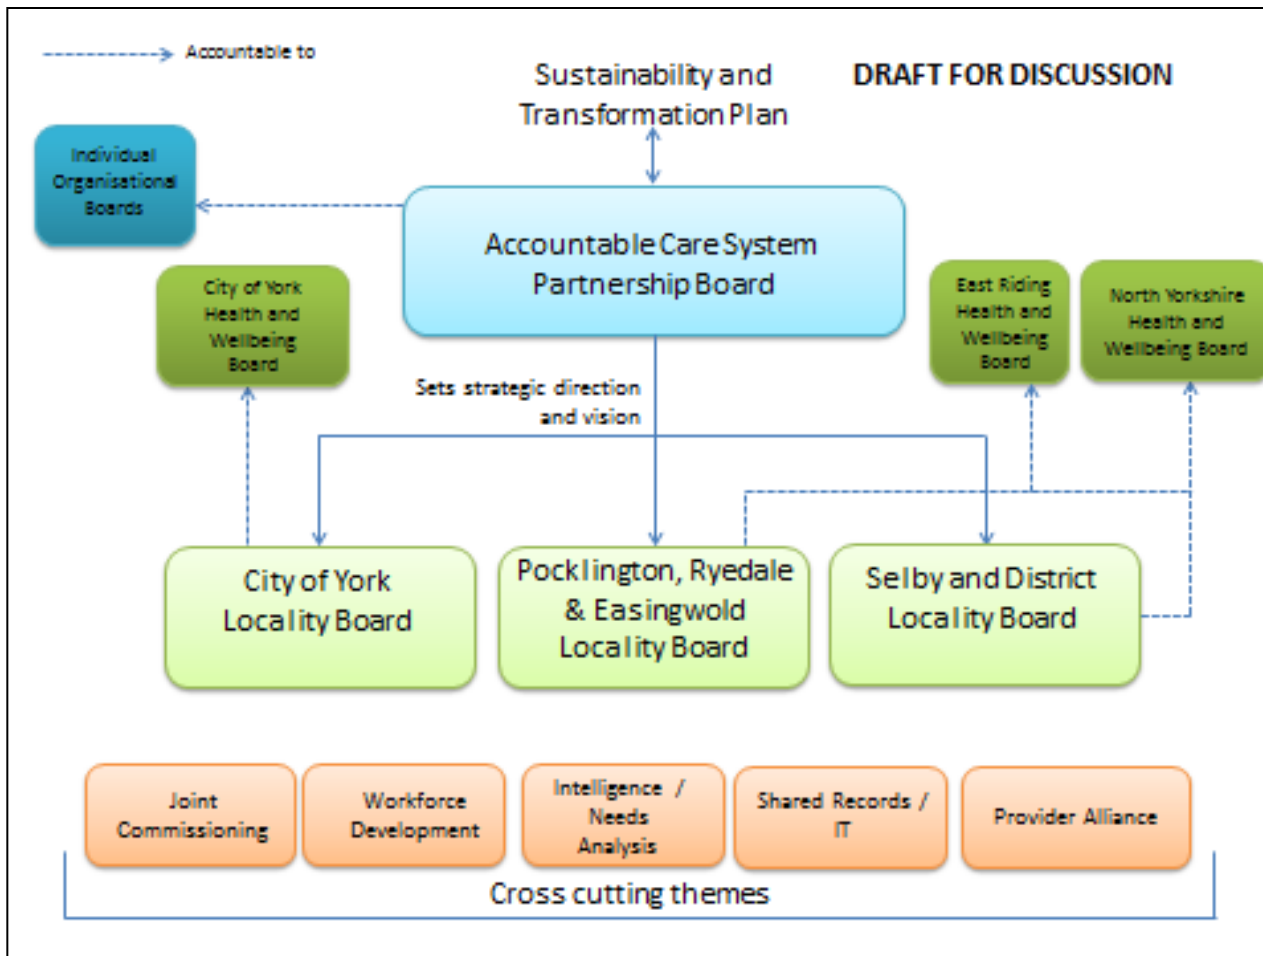 Accountable to
Sustainability and
Transformation Plan
DRAFT FOR DISCUSSION
Individual
Organisational
Boards
Accountable Care System
Partnership Board
City of York
Health and
Wellbeing
Board
East Riding
Health and
Wellbeing
Board
North Yorkshire
Health and
Wellbeing Board
Sets strategic direction
and vision
City of York
Locality Board
Pocklington, Ryedale
& Easingwold
Locality Board
Selby and District
Locality Board
Joint
Commissioning
Workforce
Development
Intelligence /
Needs
Analysis
Shared Records /
IT
Provider Alliance
Cross cutting themes